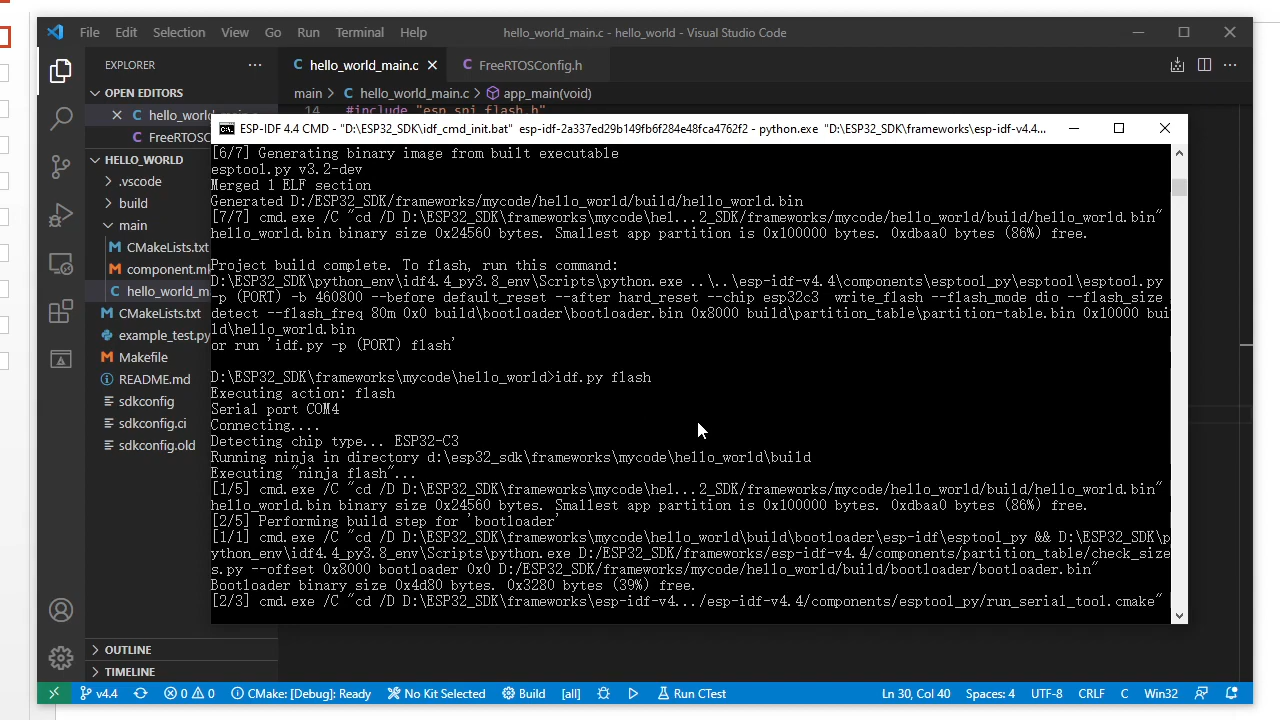 File Edit Selection View Go Run Terminal Help
hello_world_main.c - hello_world - Visual Studio Code
EXPLORER
hello_world_main.c
FreeRTOSConfig.h
OPEN EDITORS
main > hello_world_main.c > app_main(void)
14 #include "esp_spi_flash.h"
C hello_world_main.c
C FreeRTOSC
HELLO_WORLD
.vscode
build
main
CMakeLists.txt
component.mk
hello_world_m
CMakeLists.txt
example_test.py
Makefile
README.md
sdkconfig
sdkconfig.ci
sdkconfig.old
OUTLINE
TIMELINE
ESP-IDF 4.4 CMD - "D:\ESP32_SDK\idf_cmd_init.bat" esp-idf-2a337ed29b149fb6f284e48fca4762f2 - python.exe "D:\ESP32_SDK\frameworks\esp-idf-v4.4...
[6/7] Generating binary image from built executable
esptool.py v3.2-dev
Merged 1 ELF section
Generated D:/ESP32_SDK/frameworks/mycode/hello_world/build/hello_world.bin
[7/7] cmd.exe /C "cd /D D:\ESP32_SDK\frameworks\mycode\hel...2_SDK/frameworks/mycode/hello_world/build/hello_world.bin"
hello_world.bin binary size 0x24560 bytes. Smallest app partition is 0x100000 bytes. 0xdbaa0 bytes (86%) free.
Project build complete. To flash, run this command:
D:\ESP32_SDK\python_env\idf4.4_py3.8_env\Scripts\python.exe ..\..\esp-idf-v4.4\components\esptool_py\esptool\esptool.py
-p (PORT) -b 460800 --before default_reset --after hard_reset --chip esp32c3  write_flash --flash_mode dio --flash_size
detect --flash_freq 80m 0x0 build\bootloader\bootloader.bin 0x8000 build\partition_table\partition-table.bin 0x10000 bui
ld\hello_world.bin
or run 'idf.py -p (PORT) flash'
D:\ESP32_SDK\frameworks\mycode\hello_world>idf.py flash
Executing action: flash
Serial port COM4
Connecting....
Detecting chip type... ESP32-C3
Running ninja in directory d:\esp32_sdk\frameworks\mycode\hello_world\build
Executing "ninja flash"...
[1/5] cmd.exe /C "cd /D D:\ESP32_SDK\frameworks\mycode\hel...2_SDK/frameworks/mycode/hello_world/build/hello_world.bin"
hello_world.bin binary size 0x24560 bytes. Smallest app partition is 0x100000 bytes. 0xdbaa0 bytes (86%) free.
[2/5] Performing build step for 'bootloader'
[1/1] cmd.exe /C "cd /D D:\ESP32_SDK\frameworks\mycode\hello_world\build\bootloader\esp-idf\esptool_py && D:\ESP32_SDK\p
ython_env\idf4.4_py3.8_env\Scripts\python.exe D:/ESP32_SDK/frameworks/esp-idf-v4.4/components/partition_table/check_size
s.py --offset 0x8000 bootloader 0x0 D:/ESP32_SDK/frameworks/mycode/hello_world/build/bootloader/bootloader.bin"
Bootloader binary size 0x4d80 bytes. 0x3280 bytes (39%) free.
[2/3] cmd.exe /C "cd /D D:\ESP32_SDK\frameworks\esp-idf-v4.../esp-idf-v4.4/components/esptool_py/run_serial_tool.cmake"
v4.4 0 0 CMake: [Debug]: Ready No Kit Selected Build [all] Run CTest Ln 30, Col 40 Spaces: 4 UTF-8 CRLF C Win32